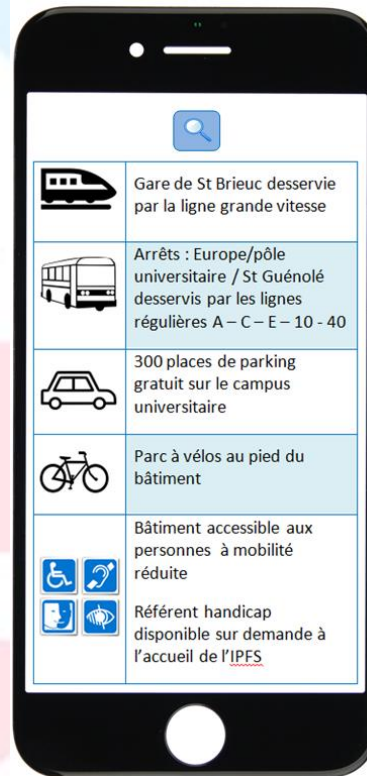 Gare de St Brieuc desservie
par la ligne grande vitesse
Arrêts : Europe/pôle
universitaire / St Guénolé
desservis par les lignes
régulières A – C – E – 10 - 40
300 places de parking
gratuit sur le campus
universitaire
Parc à vélos au pied du
bâtiment
Bâtiment accessible aux
personnes à mobilité
réduite
Référent handicap
disponible sur demande à
l’accueil de l’IPFS